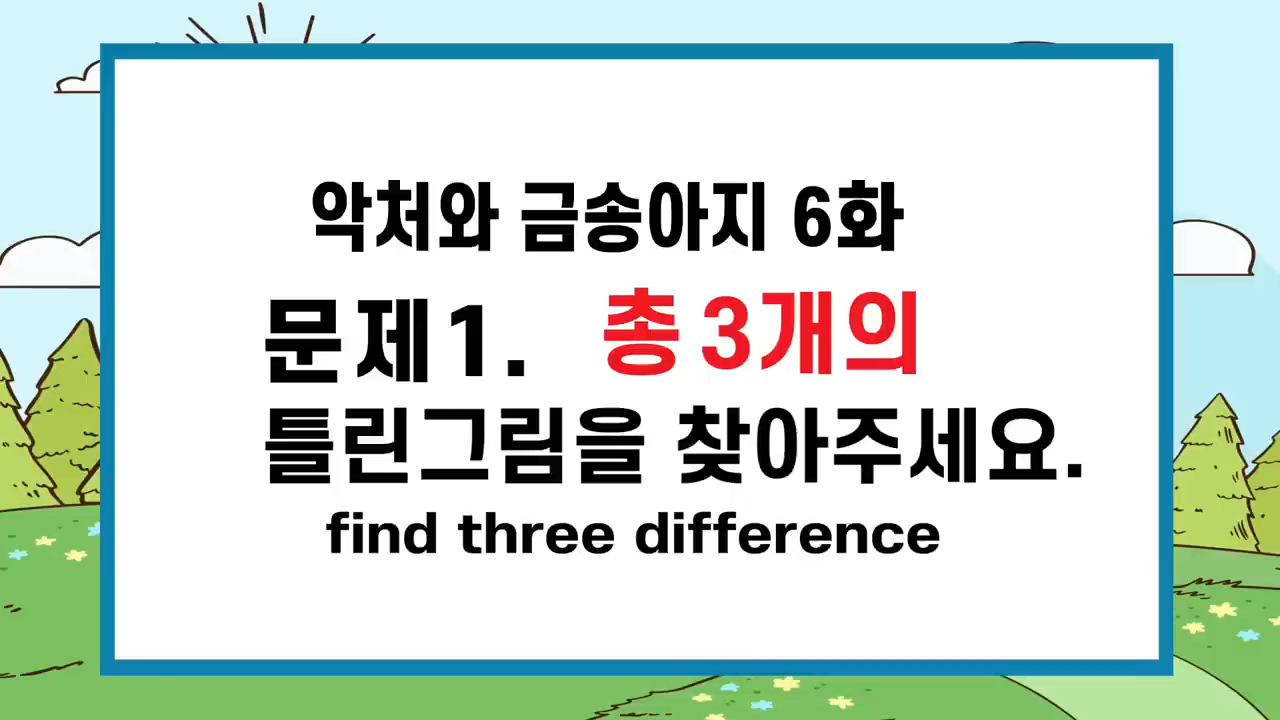 악처와 금송아지 6화
문제1. 총 3개의
틀린그림을 찾아주세요.
find three difference